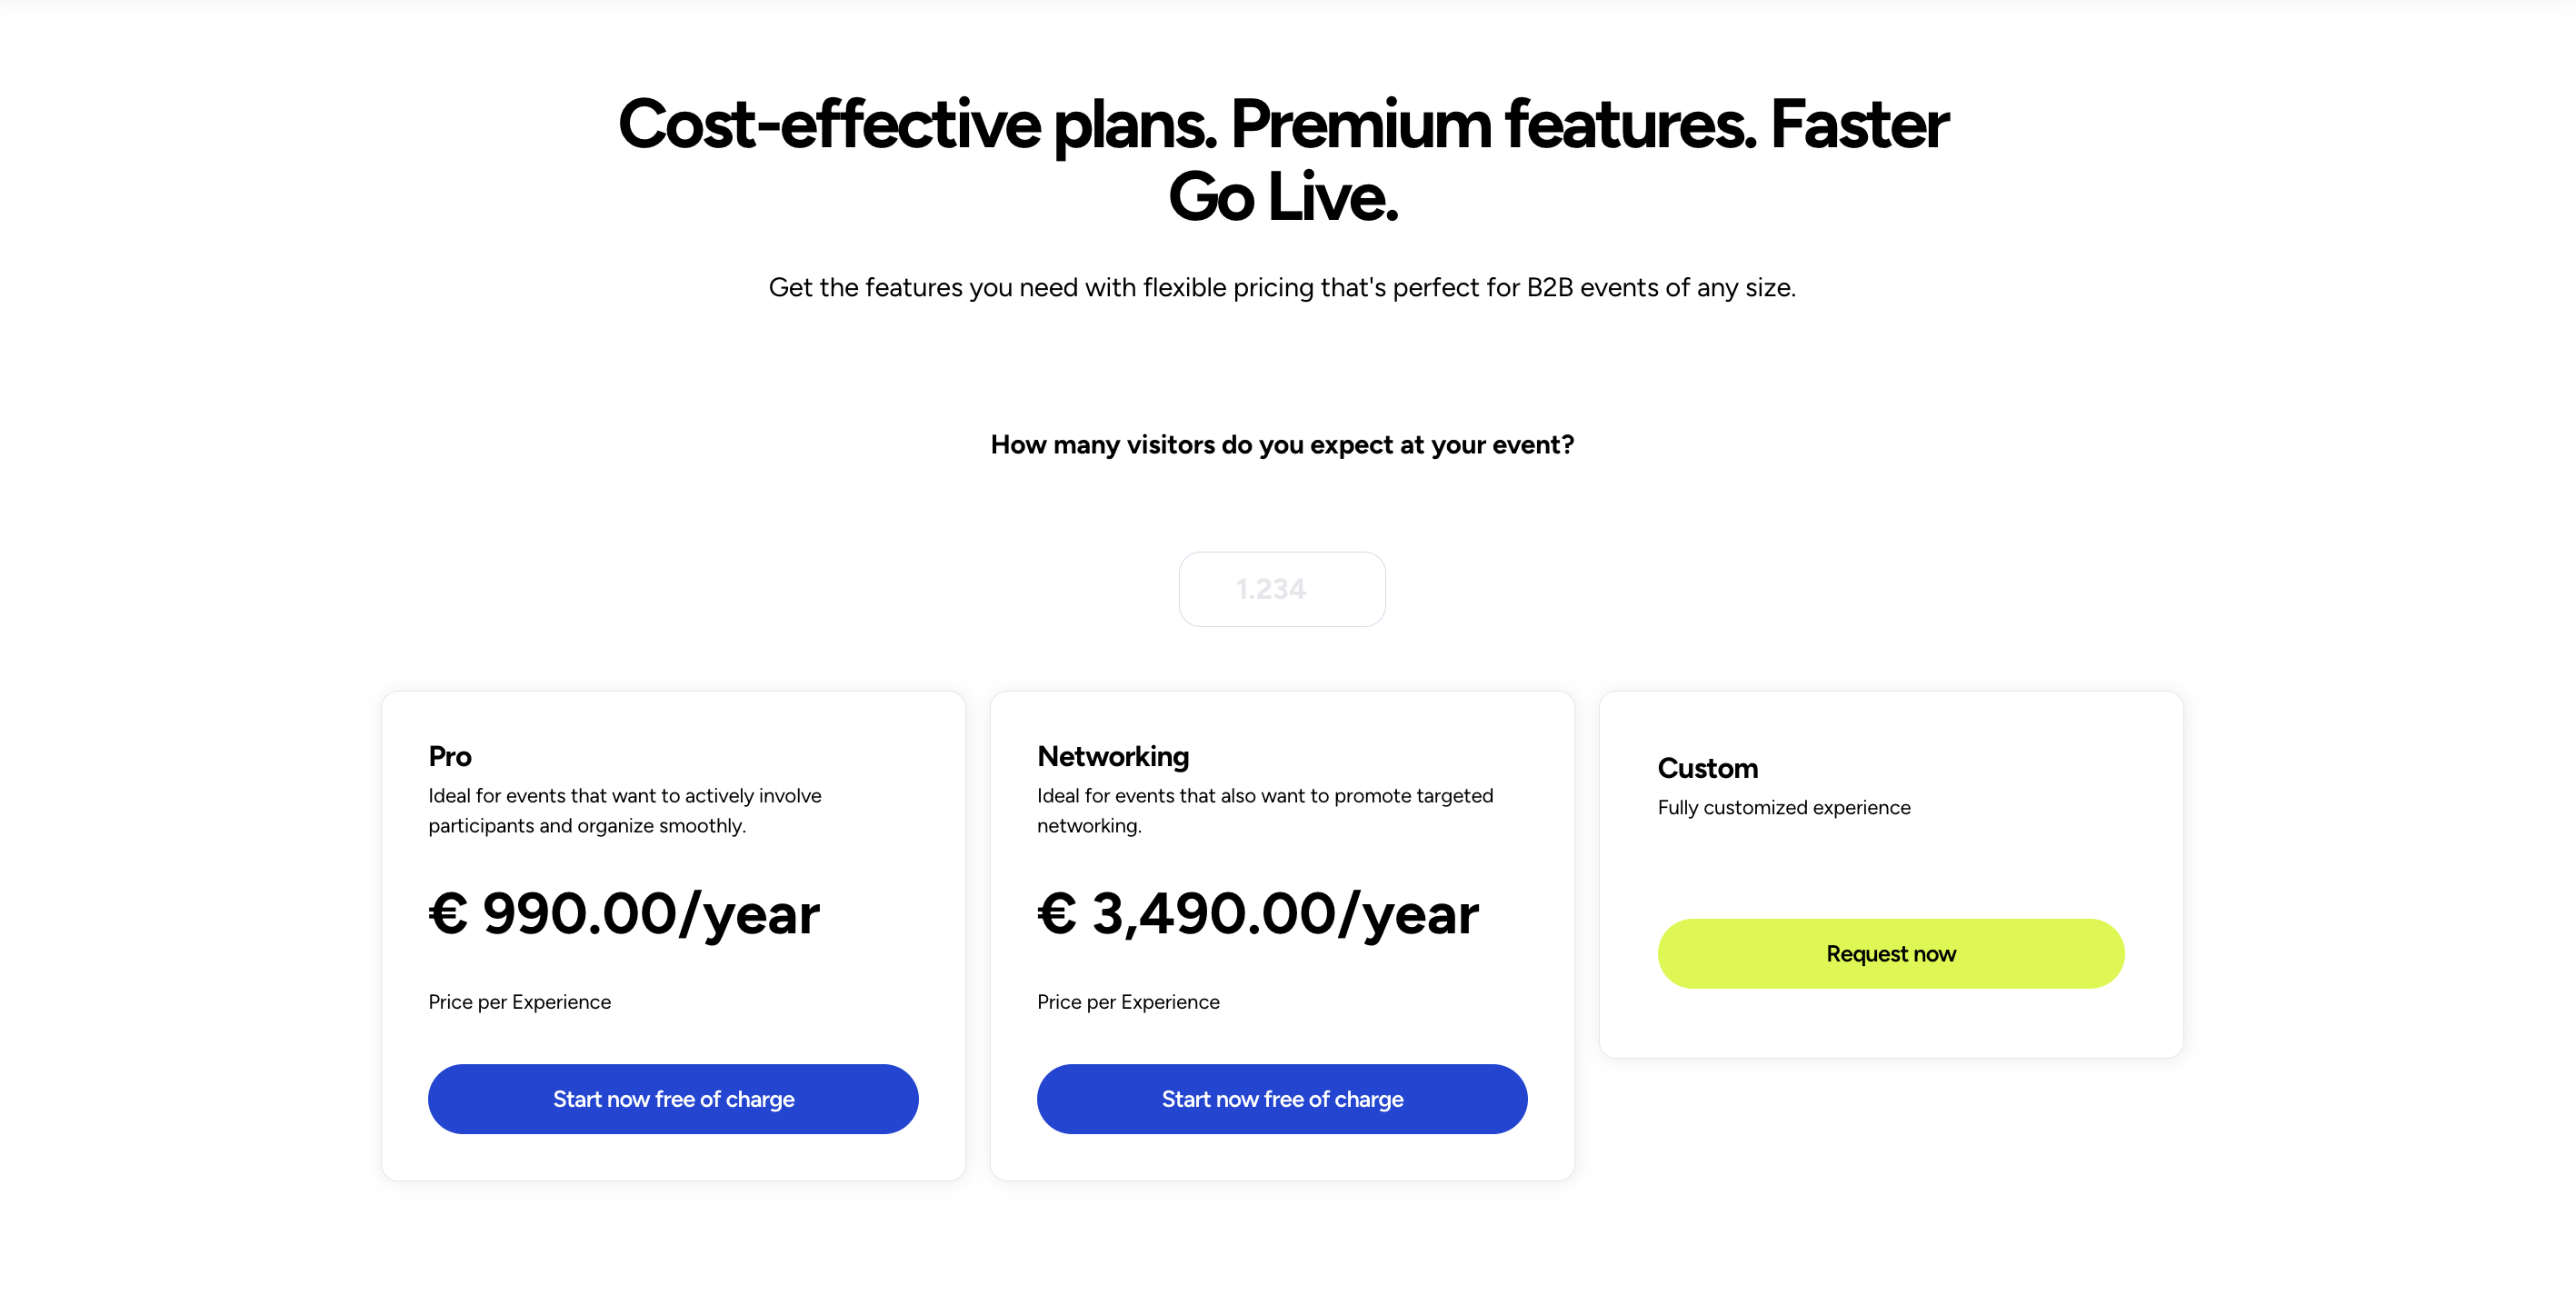 Cost-effective plans. Premium features. Faster
Go Live.
Get the features you need with flexible pricing that's perfect for B2B events of any size.
How many visitors do you expect at your event?
1.234
Pro
Ideal for events that want to actively involve
participants and organize smoothly.
€ 990.00/year
Price per Experience
Start now free of charge
Networking
Ideal for events that also want to promote targeted
networking.
€ 3,490.00/year
Price per Experience
Start now free of charge
Custom
Fully customized experience
Request now